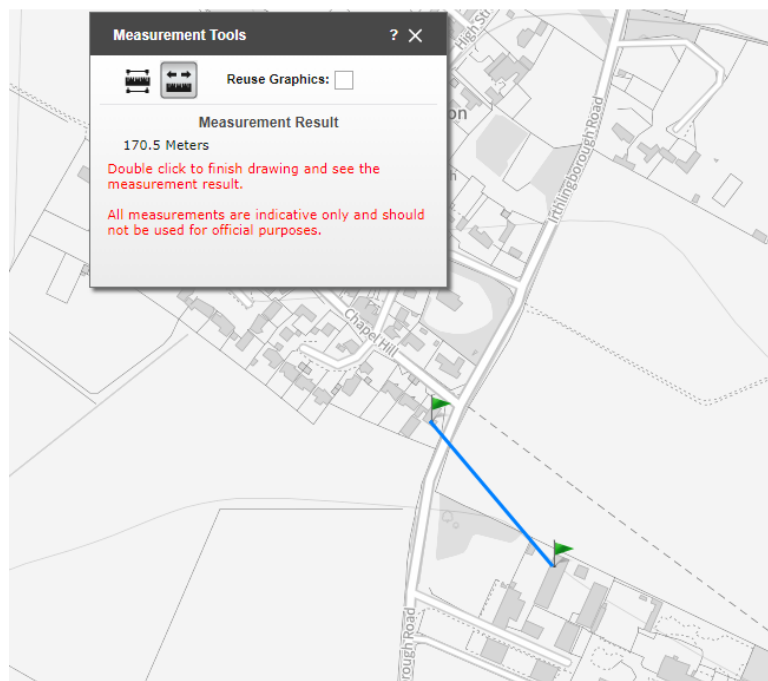 Measurement Tools
?
Reuse Graphics:
Measurement Result
170.5 Meters
Double click to finish drawing and see the
measurement result.
All measurements are indicative only and should
not be used for official purposes.
High St
on
h
Irthlingborough Road
Chapel Hill
orough Road